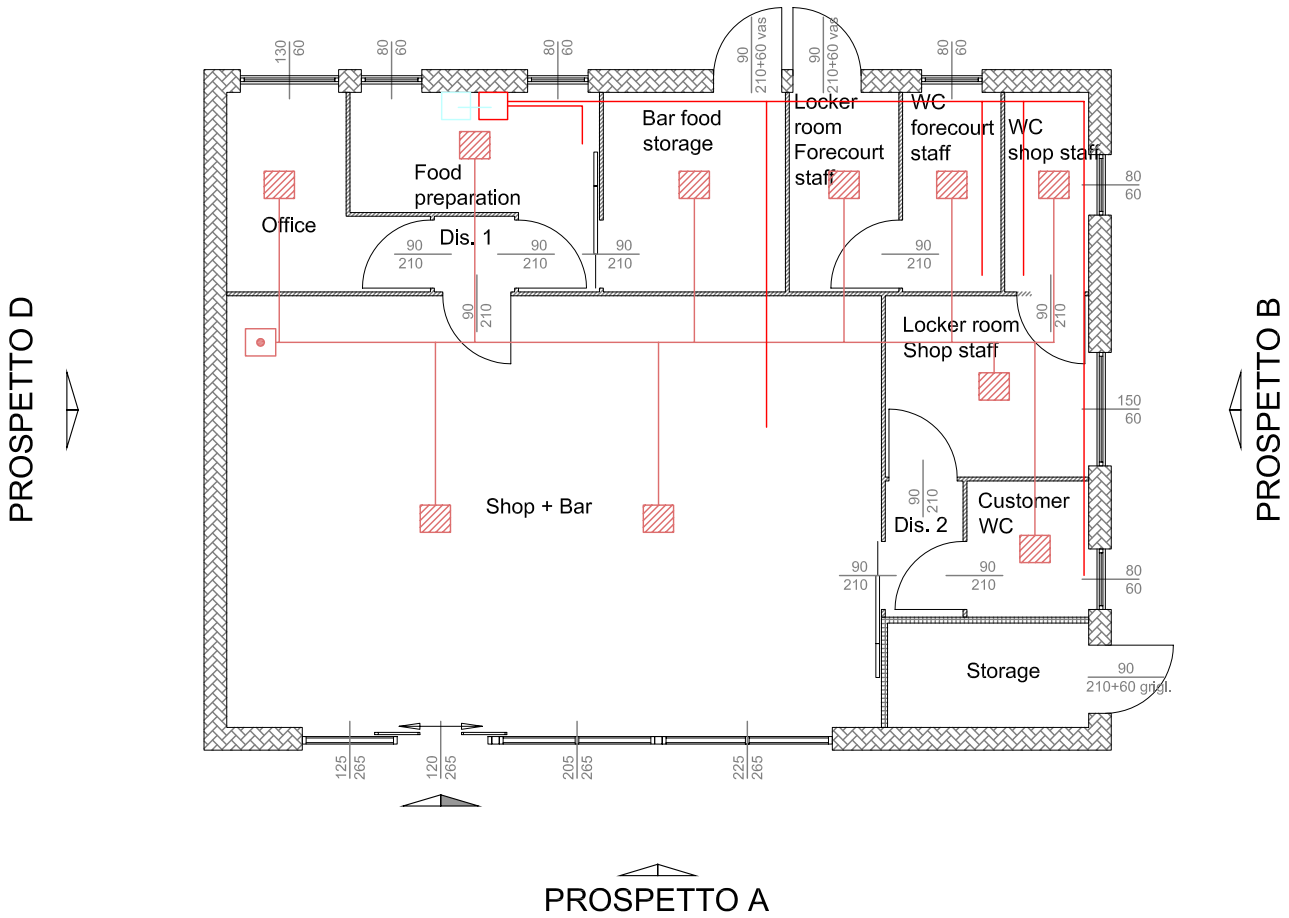 130
60
80
60
80
60
90
210+60 vas
90
210+60 vas
80
60
Bar food
storage
Locker
room
Forecourt
staff
WC
forecourt
staff
WC
shop staff
Food
preparation
Office
Dis. 1
90
210
90
210
90
210
90
210
80
60
90
210
90
210
Locker room
Shop staff
PROSPETTO D
PROSPETTO B
150
60
Shop + Bar
90
210
Dis. 2
Customer
WC
90
210
90
210
80
60
Storage
90
210+60 grigl.
125
265
120
265
205
265
225
265
PROSPETTO A